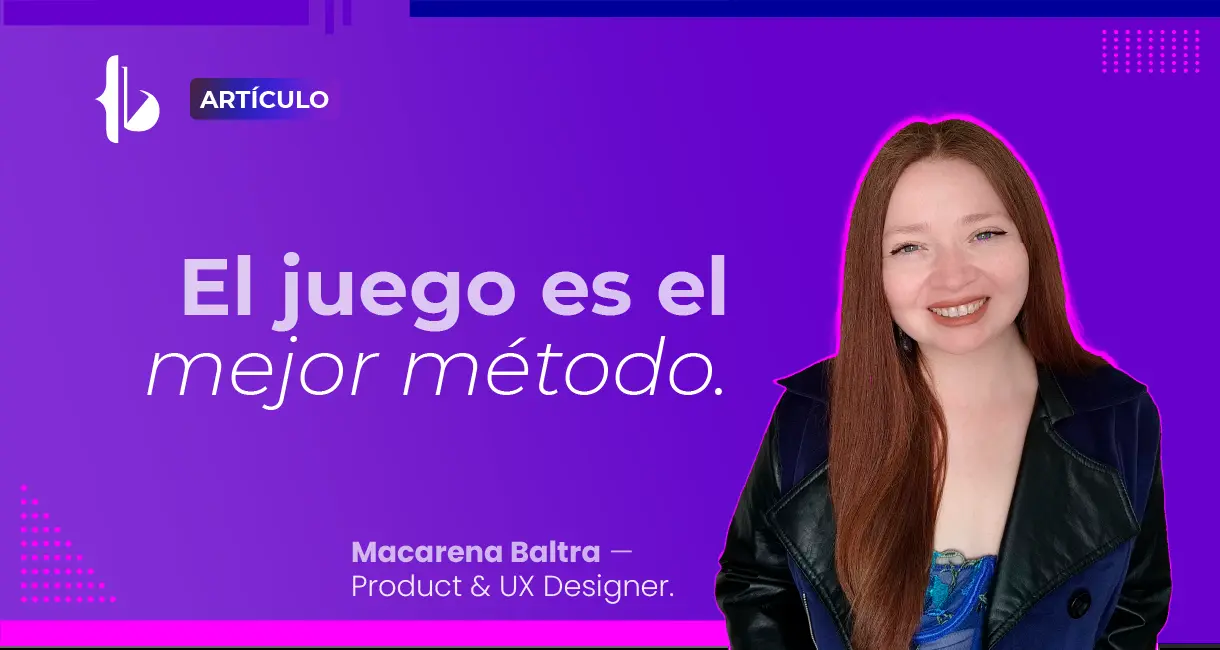 ARTÍCULO
El juego es el
mejor método.
Macarena Baltra —
Product & UX Designer.